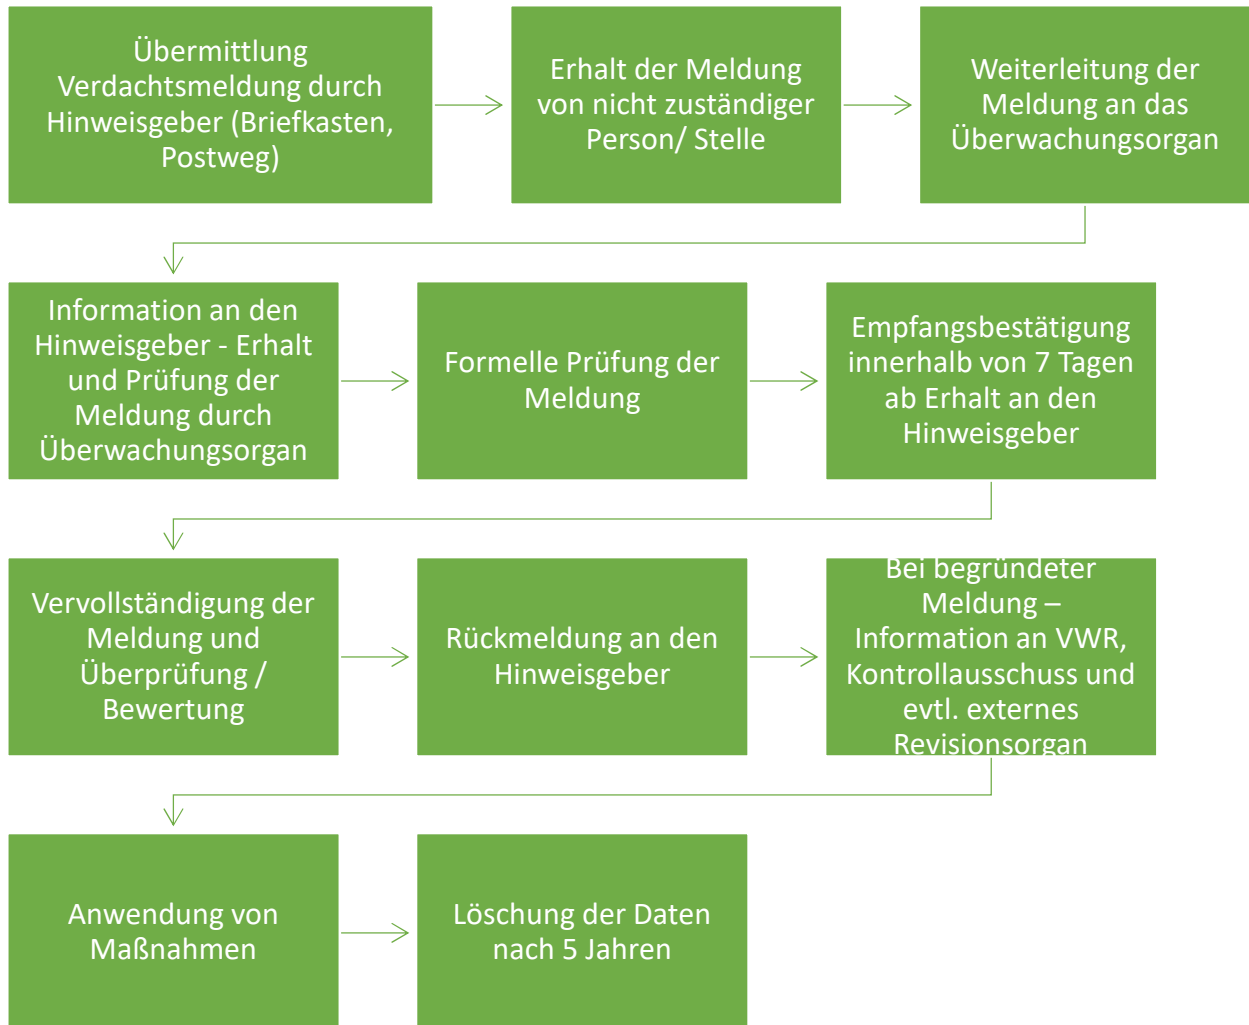 Übermittlung
Verdachtsmeldung durch
Hinweisgeber (Briefkasten,
Postweg)
Erhalt der Meldung
von nicht zuständiger
Person/ Stelle
Weiterleitung der
Meldung an das
Überwachungsorgan
Information an den
Hinweisgeber - Erhalt
und Prüfung der
Meldung durch
Überwachungsorgan
Formelle Prüfung der
Meldung
Empfangsbestätigung
innerhalb von 7 Tagen
ab Erhalt an den
Hinweisgeber
Vervollständigung der
Meldung und
Überprüfung /
Bewertung
Rückmeldung an den
Hinweisgeber
Bei begründeter
Meldung –
Information an VWR,
Kontrollausschuss und
evtl. externes
Revisionsorgan
Anwendung von
Maßnahmen
Löschung der Daten
nach 5 Jahren